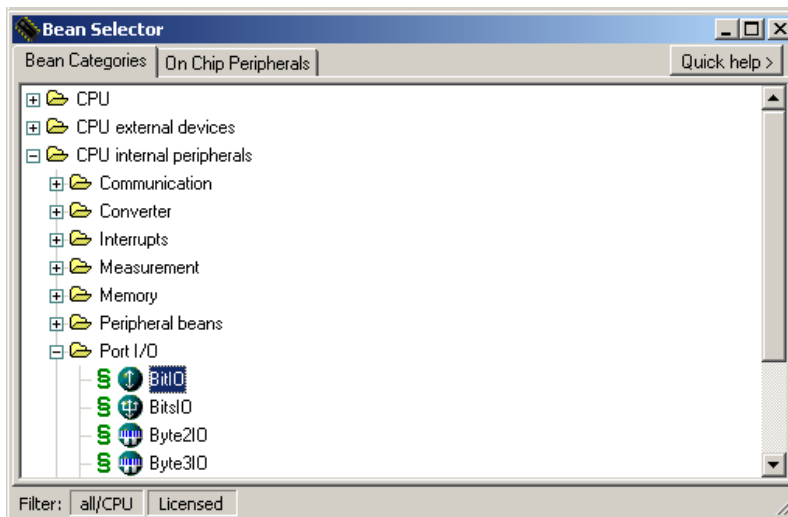 Bean Selector
Bean Categories On Chip Peripherals Quick help >
CPU
CPU external devices
CPU internal peripherals
Communication
Converter
Interrupts
Measurement
Memory
Peripheral beans
Port I/O
BitIO
BitsIO
Byte2IO
Byte3IO
Filter: all/CPU Licensed